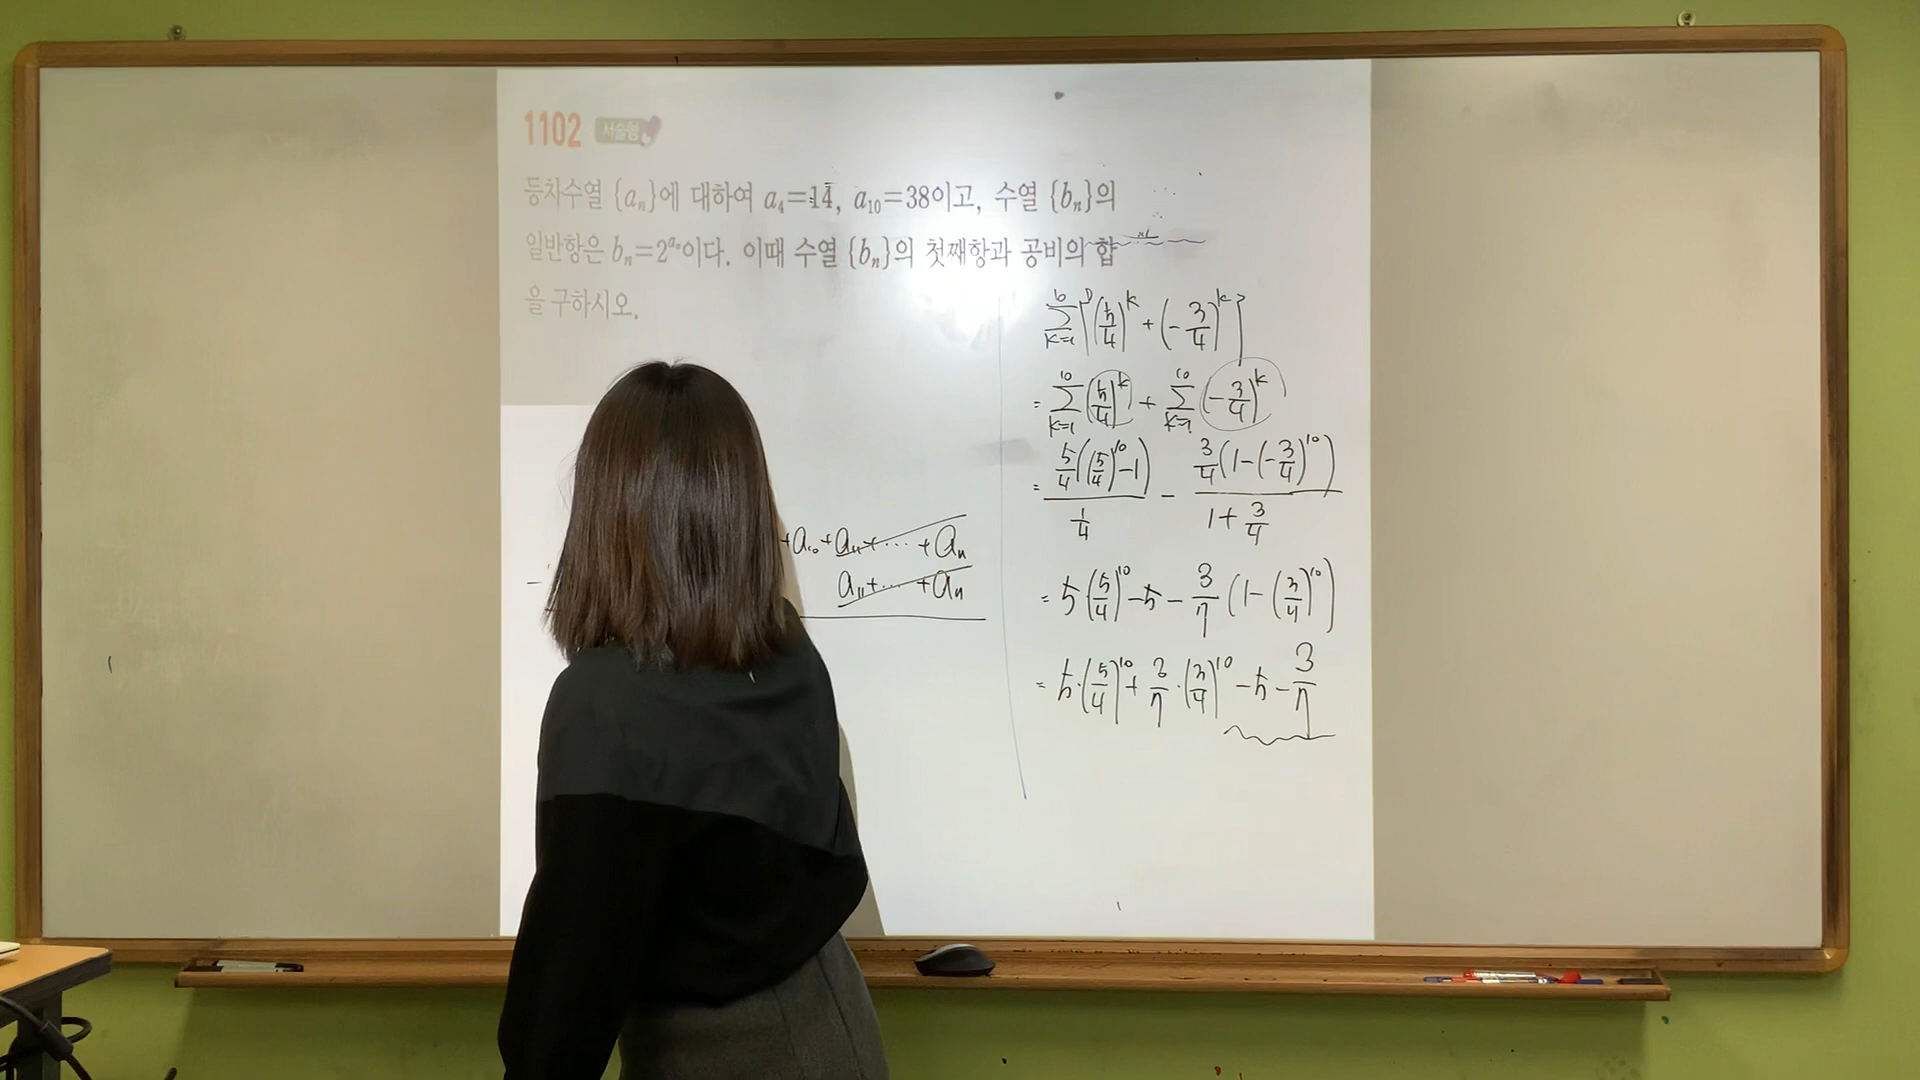 1102 서술형
등차수열 {aₙ}에 대하여 a₄=14, a₁₀=38이고, 수열 {bₙ}의
일반항은 bₙ=2^{aₙ}이다. 이때 수열 {bₙ}의 첫째항과 공비의 합
을 구하시오.
+a₁₀+a₁₁+⋯+aₙ
a₁₁+⋯+aₙ
∑_{k=1}^{10} {(5/4)^k + (-3/4)^k}
= ∑_{k=1}^{10} (5/4)^k + ∑_{k=1}^{10} (-3/4)^k
= 5/4((5/4)^10 -1) / (1/4) - 3/4(1-(-3/4)^10) / (1+3/4)
= 5(5/4)^10 -5- 3/7 (1-(3/4)^10)
= 5·(5/4)^10 + 3/7·(3/4)^10 -5- 3/7